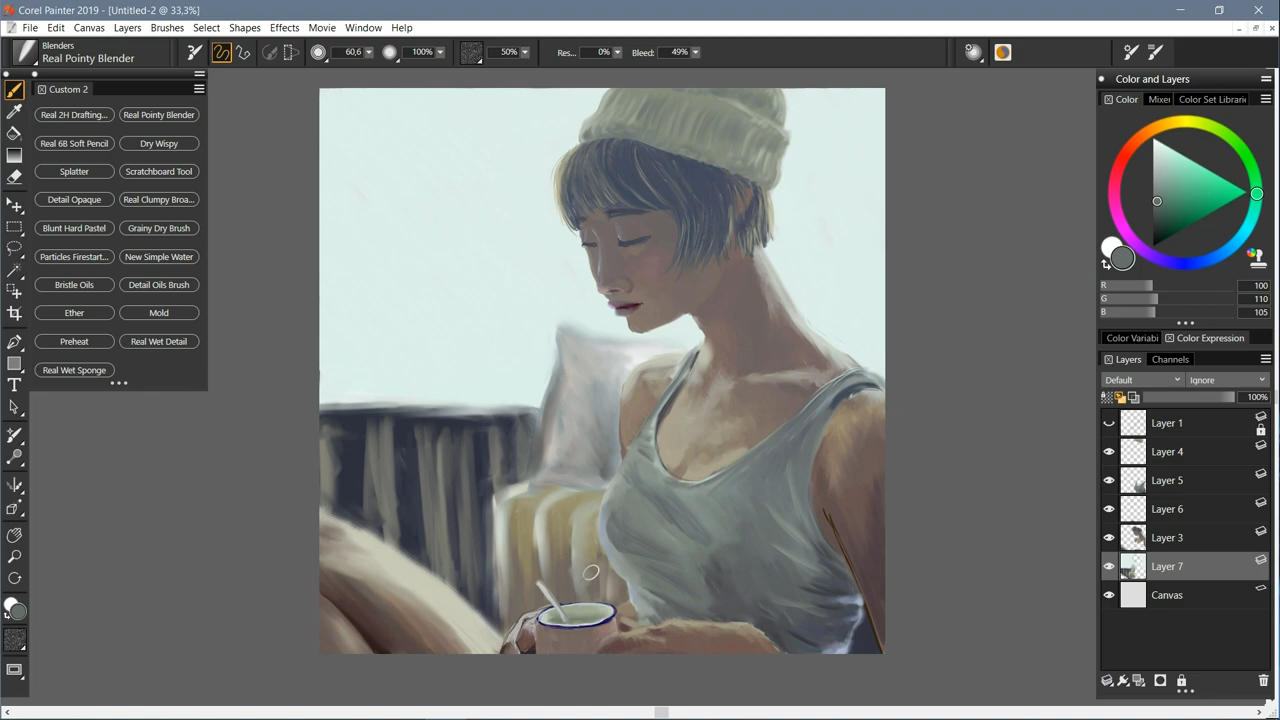 Corel Painter 2019 - [Untitled-2 @ 33,3%]
File Edit Canvas Layers Brushes Select Shapes Effects Movie Window Help
Blenders
Real Pointy Blender
60,6
100%
50%
Res... 0%
Bleed: 49%
Custom 2
Real 2H Drafting... Real Pointy Blender
Real 6B Soft Pencil Dry Wispy
Splatter Scratchboard Tool
Detail Opaque Real Clumpy Broa...
Blunt Hard Pastel Grainy Dry Brush
Particles Firestart... New Simple Water
Bristle Oils Detail Oils Brush
Ether Mold
Preheat Real Wet Detail
Real Wet Sponge
Color and Layers
Color Mixer Color Set Librari
R 100
G 110
B 105
Color Variabi Color Expression
Layers Channels
Default Ignore
100%
Layer 1
Layer 4
Layer 5
Layer 6
Layer 3
Layer 7
Canvas